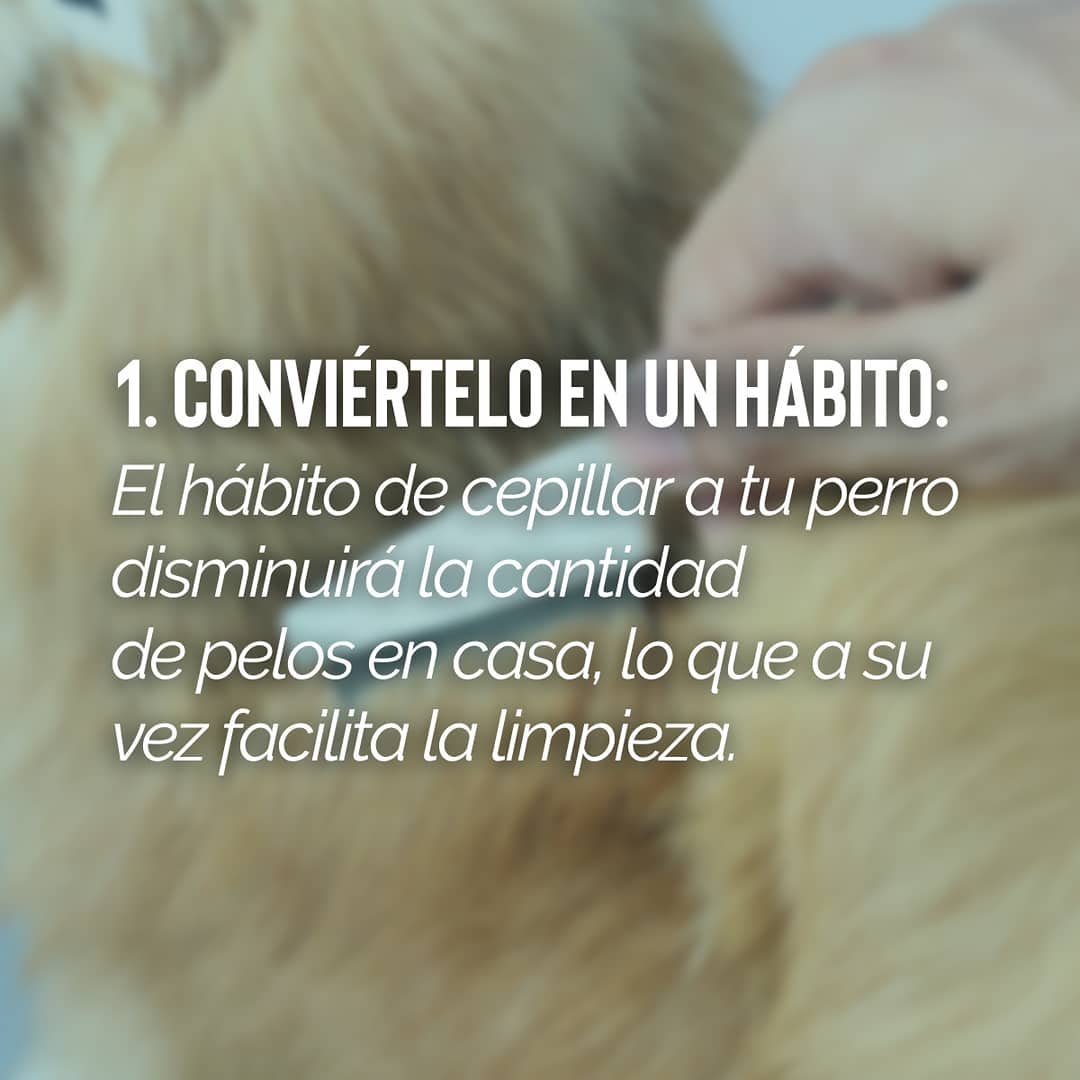 1. CONVIÉRTELO EN UN HÁBITO:
El hábito de cepillar a tu perro
disminuirá la cantidad
de pelos en casa, lo que a su
vez facilita la limpieza.